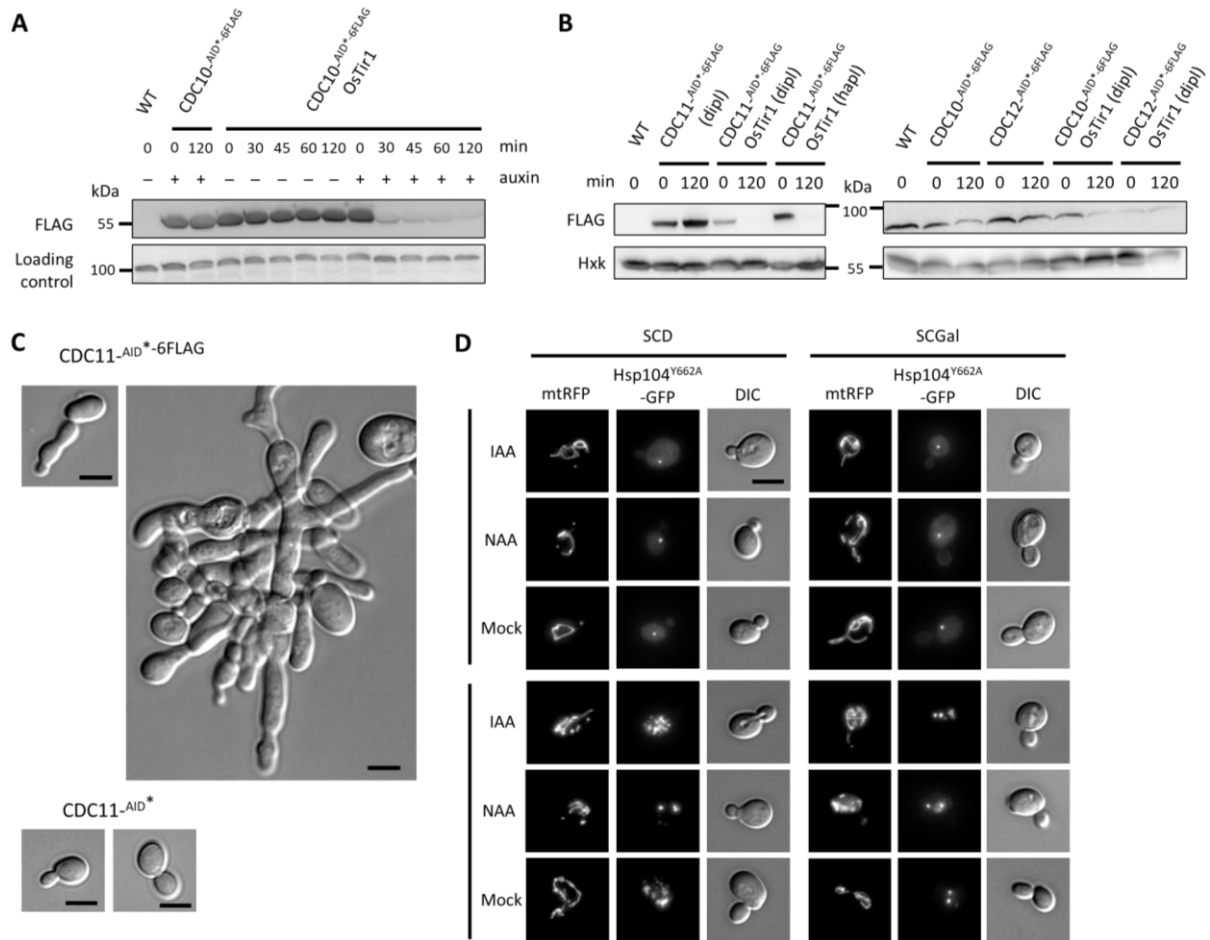 A
WT
CDC10-AID*-6FLAG
CDC10-AID*-6FLAG
OsTir1
0 0 120 0 30 45 60 120 0 30 45 60 120 min
– + + – – – – – + + + + + auxin
kDa
FLAG 55
Loading
control 100
B
WT
CDC11-AID*-6FLAG
(dipl)
CDC11-AID*-6FLAG
OsTir1 (dipl)
CDC11-AID*-6FLAG
OsTir1 (hapl)
min 0 0 120 0 120 0 120
FLAG
Hxk
WT
CDC10-AID*-6FLAG
CDC12-AID*-6FLAG
CDC10-AID*-6FLAG
OsTir1 (dipl)
CDC12-AID*-6FLAG
OsTir1 (dipl)
kDa 0 0 120 0 120 0 120 0 120
100
55
C
CDC11-AID*-6FLAG
CDC11-AID*
D
SCD SCGal
mtRFP Hsp104Y662A
-GFP DIC mtRFP Hsp104Y662A
-GFP DIC
IAA
NAA
Mock
IAA
NAA
Mock